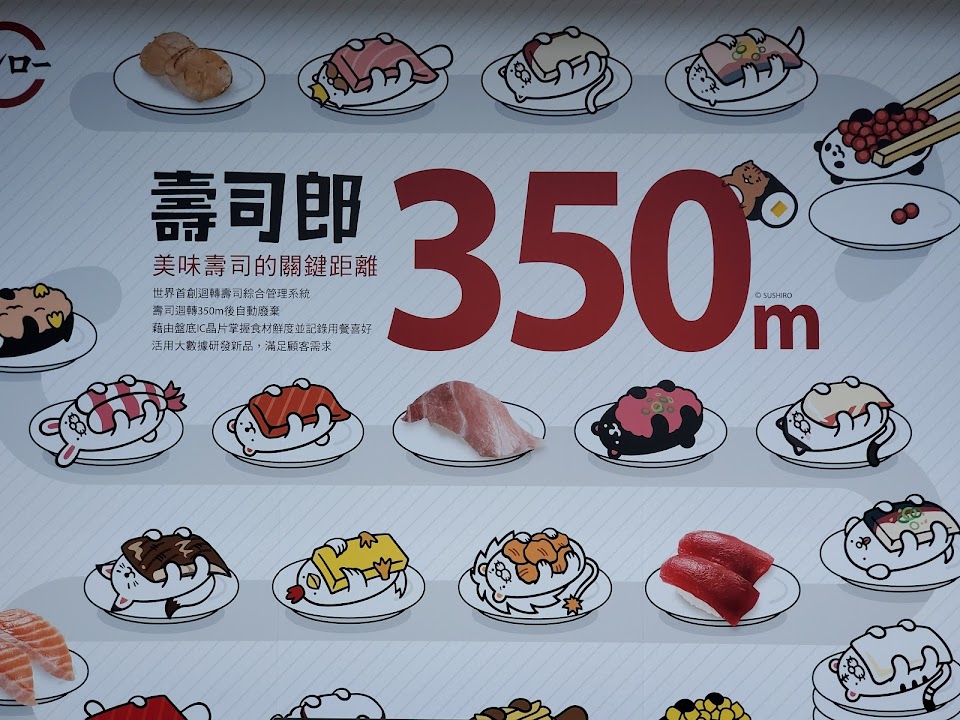 ロー
壽司郎
美味壽司的關鍵距離
350m
世界首創迴轉壽司綜合管理系統
壽司迴轉350m後自動廢棄
藉由盤底IC晶片掌握食材鮮度並記錄用餐喜好
活用大數據研發新品，滿足顧客需求
© SUSHIRO